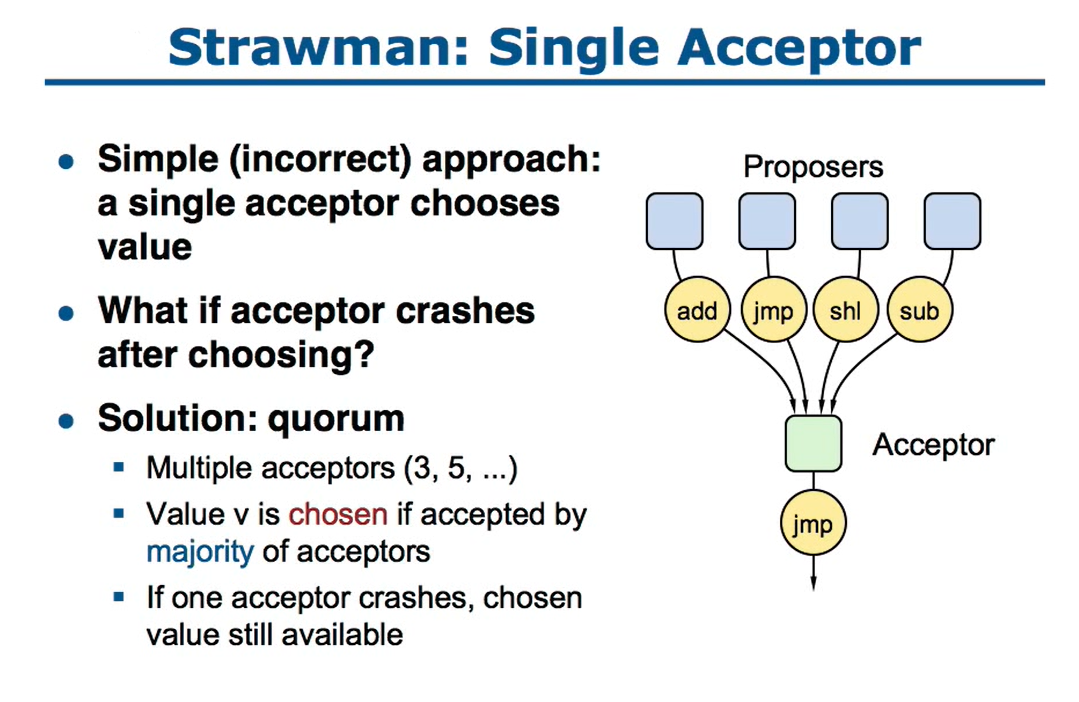 Strawman: Single Acceptor
● Simple (incorrect) approach:
a single acceptor chooses
value
● What if acceptor crashes
after choosing?
● Solution: quorum
▪ Multiple acceptors (3, 5, ...)
▪ Value v is chosen if accepted by
majority of acceptors
▪ If one acceptor crashes, chosen
value still available
Proposers
add jmp shl sub
Acceptor
jmp